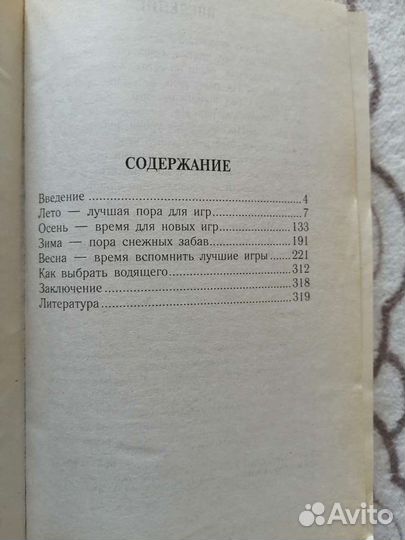 СОДЕРЖАНИЕ
Введение 4
Лето — лучшая пора для игр 7
Осень — время для новых игр 133
Зима — пора снежных забав 191
Весна — время вспомнить лучшие игры 221
Как выбрать водящего 312
Заключение 318
Литература 319
Avito